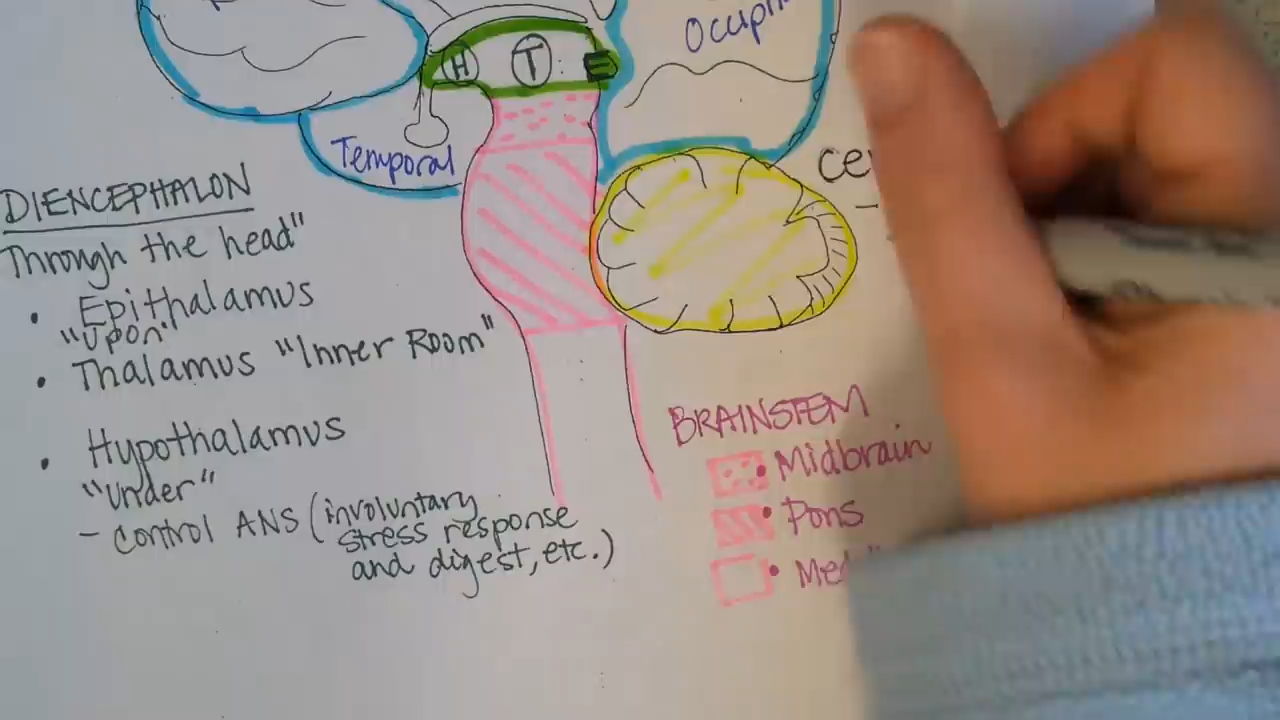 H T E
Temporal
DIENCEPHALON
Through the head"
• Epithalamus
"Upon"
• Thalamus "Inner Room"
• Hypothalamus
"Under"
- control ANS (involuntary
stress response
and digest, etc.)
BRAINSTEM
• Midbrain
• Pons